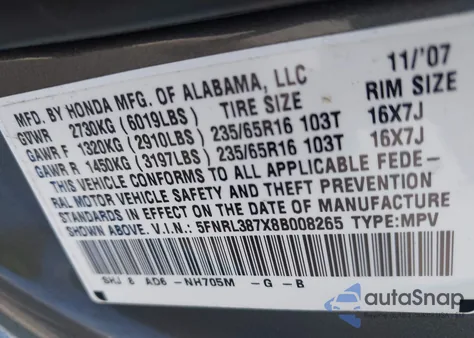 MFD. BY HONDA MFG. OF ALABAMA, LLC 11/'07
GVWR 2730KG (6019LBS) TIRE SIZE RIM SIZE
GAWR F 1320KG (2910LBS) 235/65R16 103T 16X7J
GAWR R 1450KG (3197LBS) 235/65R16 103T 16X7J
THIS VEHICLE CONFORMS TO ALL APPLICABLE FEDE-
RAL MOTOR VEHICLE SAFETY AND THEFT PREVENTION
STANDARDS IN EFFECT ON THE DATE OF MANUFACTURE
SHOWN ABOVE. V.I.N.: 5FNRL387X8B008265 TYPE:MPV
SHJ 8 AD6 -NH705M -G -B
autoSnap